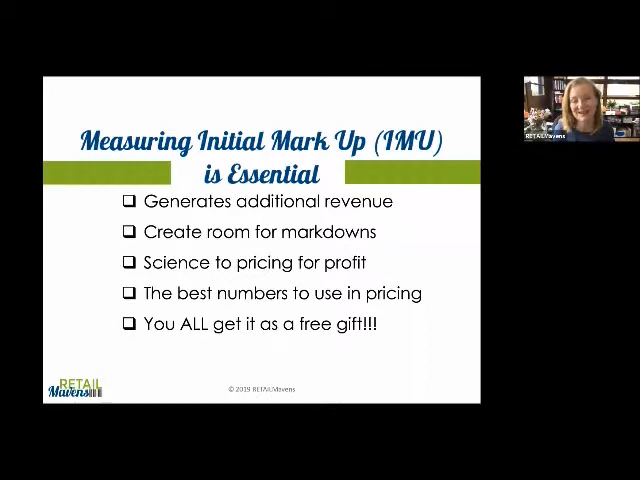 Measuring Initial Mark Up (IMU)
is Essential
❑ Generates additional revenue
❑ Create room for markdowns
❑ Science to pricing for profit
❑ The best numbers to use in pricing
❑ You ALL get it as a free gift!!!
RETAIL
Mavens
© 2019 RETAILMavens
RETAILMavens